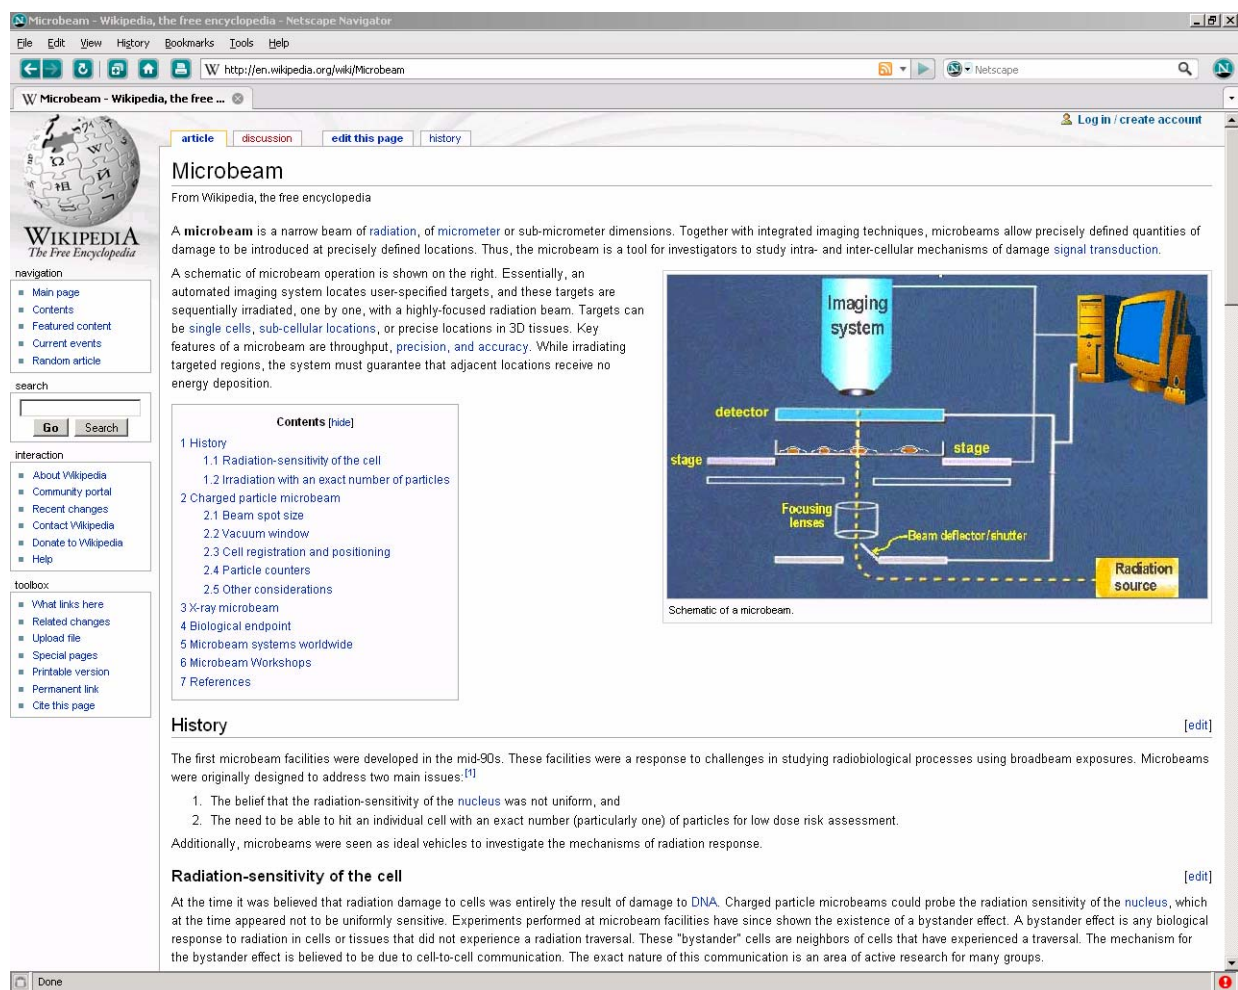 Microbeam - Wikipedia, the free encyclopedia - Netscape Navigator
File Edit View History Bookmarks Tools Help
http://en.wikipedia.org/wiki/Microbeam
Netscape
W Microbeam - Wikipedia, the free ...
Log in / create account
article discussion edit this page history
WIKIPEDIA
The Free Encyclopedia
navigation
Main page
Contents
Featured content
Current events
Random article
search
Go Search
interaction
About Wikipedia
Community portal
Recent changes
Contact Wikipedia
Donate to Wikipedia
Help
toolbox
What links here
Related changes
Upload file
Special pages
Printable version
Permanent link
Cite this page
Microbeam
From Wikipedia, the free encyclopedia
A microbeam is a narrow beam of radiation, of micrometer or sub-micrometer dimensions. Together with integrated imaging techniques, microbeams allow precisely defined quantities of
damage to be introduced at precisely defined locations. Thus, the microbeam is a tool for investigators to study intra- and inter-cellular mechanisms of damage signal transduction.
A schematic of microbeam operation is shown on the right. Essentially, an
automated imaging system locates user-specified targets, and these targets are
sequentially irradiated, one by one, with a highly-focused radiation beam. Targets can
be single cells, sub-cellular locations, or precise locations in 3D tissues. Key
features of a microbeam are throughput, precision, and accuracy. While irradiating
targeted regions, the system must guarantee that adjacent locations receive no
energy deposition.
Imaging
system
detector
stage
stage
Focusing
lenses
Beam deflector/shutter
Radiation
source
Schematic of a microbeam.
Contents [hide]
1 History
1.1 Radiation-sensitivity of the cell
1.2 Irradiation with an exact number of particles
2 Charged particle microbeam
2.1 Beam spot size
2.2 Vacuum window
2.3 Cell registration and positioning
2.4 Particle counters
2.5 Other considerations
3 X-ray microbeam
4 Biological endpoint
5 Microbeam systems worldwide
6 Microbeam Workshops
7 References
History [edit]
The first microbeam facilities were developed in the mid-90s. These facilities were a response to challenges in studying radiobiological processes using broadbeam exposures. Microbeams
were originally designed to address two main issues:[1]
1. The belief that the radiation-sensitivity of the nucleus was not uniform, and
2. The need to be able to hit an individual cell with an exact number (particularly one) of particles for low dose risk assessment.
Additionally, microbeams were seen as ideal vehicles to investigate the mechanisms of radiation response.
Radiation-sensitivity of the cell [edit]
At the time it was believed that radiation damage to cells was entirely the result of damage to DNA. Charged particle microbeams could probe the radiation sensitivity of the nucleus, which
at the time appeared not to be uniformly sensitive. Experiments performed at microbeam facilities have since shown the existence of a bystander effect. A bystander effect is any biological
response to radiation in cells or tissues that did not experience a radiation traversal. These "bystander" cells are neighbors of cells that have experienced a traversal. The mechanism for
the bystander effect is believed to be due to cell-to-cell communication. The exact nature of this communication is an area of active research for many groups.
Done